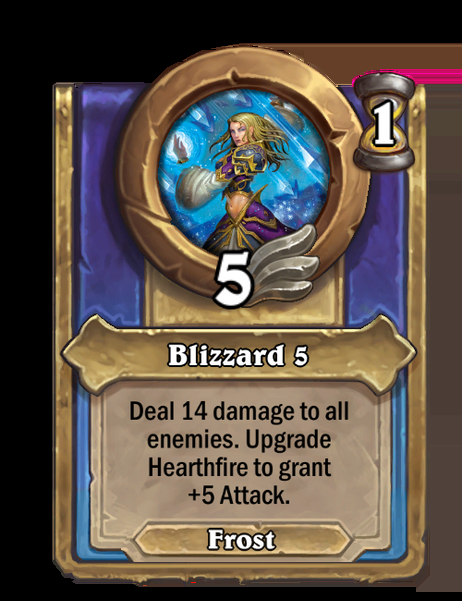 1
5
Blizzard 5
Deal 14 damage to all
enemies. Upgrade
Hearthfire to grant
+5 Attack.
Frost